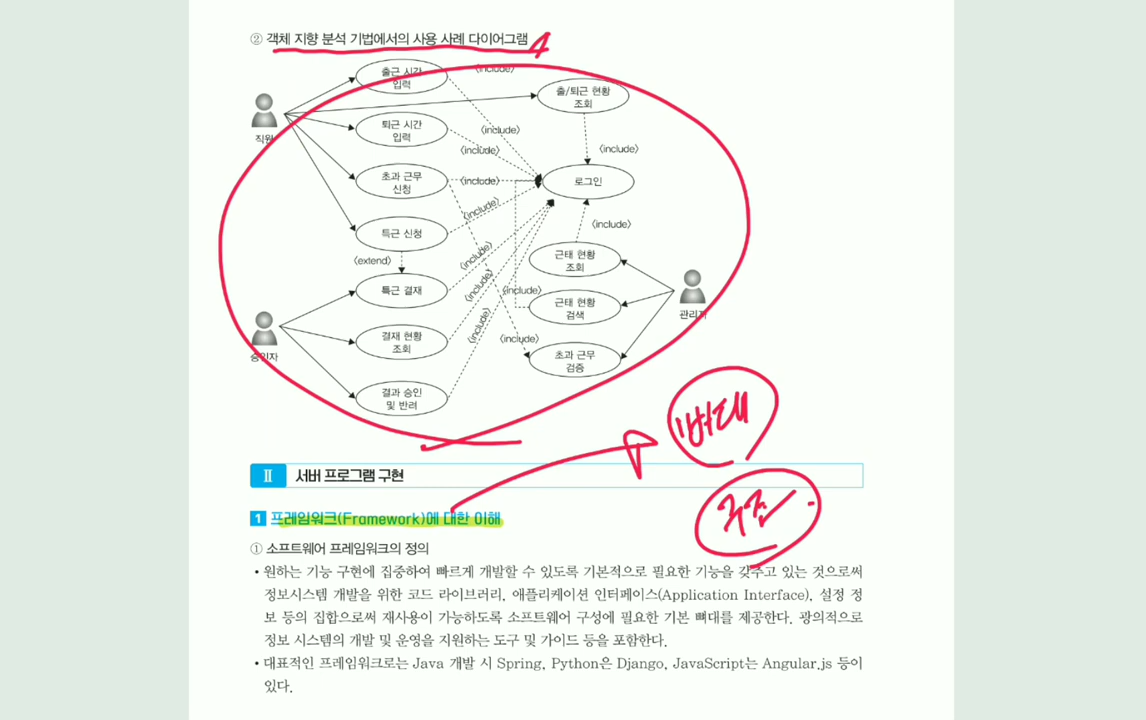 ② 객체 지향 분석 기법에서의 사용 사례 다이어그램
직원
출근 시간
입력
<include>
출/퇴근 현황
조회
퇴근 시간
입력
<include>
<include>
<include>
초과 근무
신청
<include>
로그인
특근 신청
<include>
<include>
<extend>
<include>
근태 현황
조회
특근 결재
<include>
<include>
근태 현황
검색
관리자
승인자
결재 현황
조회
<include>
<include>
초과 근무
검증
결과 승인
및 반려
뼈대
구조
Ⅱ 서버 프로그램 구현
1 프레임워크(Framework)에 대한 이해
① 소프트웨어 프레임워크의 정의
• 원하는 기능 구현에 집중하여 빠르게 개발할 수 있도록 기본적으로 필요한 기능을 갖추고 있는 것으로써
정보시스템 개발을 위한 코드 라이브러리, 애플리케이션 인터페이스(Application Interface), 설정 정
보 등의 집합으로써 재사용이 가능하도록 소프트웨어 구성에 필요한 기본 뼈대를 제공한다. 광의적으로
정보 시스템의 개발 및 운영을 지원하는 도구 및 가이드 등을 포함한다.
• 대표적인 프레임워크로는 Java 개발 시 Spring, Python은 Django, JavaScript는 Angular.js 등이
있다.